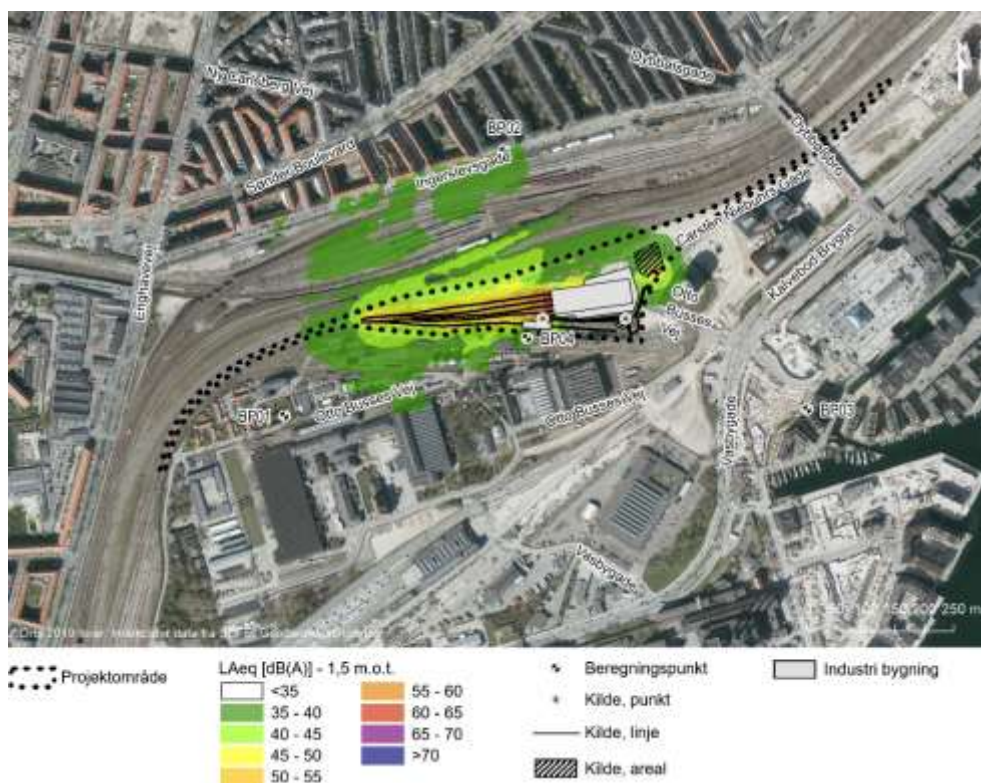 Ny Carlsberg Vej
Dybbølsgade
BP02
Dybbølsbro
Sønder Boulevard
Ingerslevsgade
Carsten Niebuhrs Gade
Enghavevej
Kalvebod Brygge
Otto
Busses
Vej
BP04
Otto Busses Vej
BP01
Otto Busses Vej
BP03
Vasbygade
Vasbygade
250 m
Projektområde
LAeq [dB(A)] - 1,5 m.o.t.
<35
35 - 40
40 - 45
45 - 50
50 - 55
55 - 60
60 - 65
65 - 70
>70
Beregningspunkt
Kilde, punkt
Kilde, linje
Kilde, areal
Industri bygning